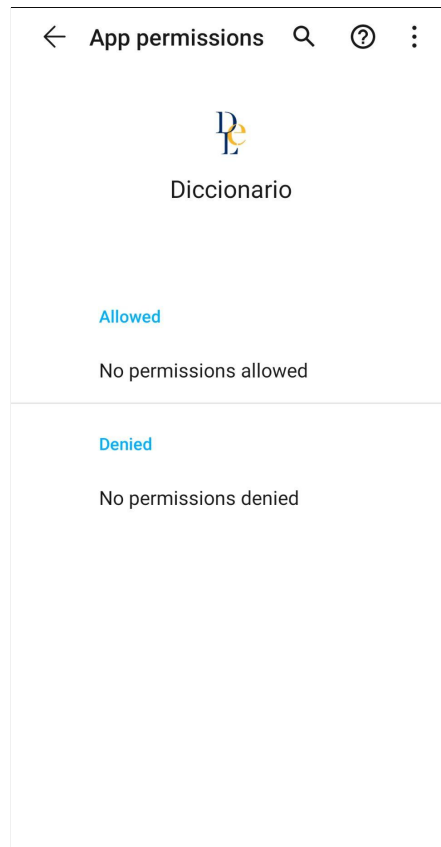 App permissions
DLe
Diccionario
Allowed
No permissions allowed
Denied
No permissions denied